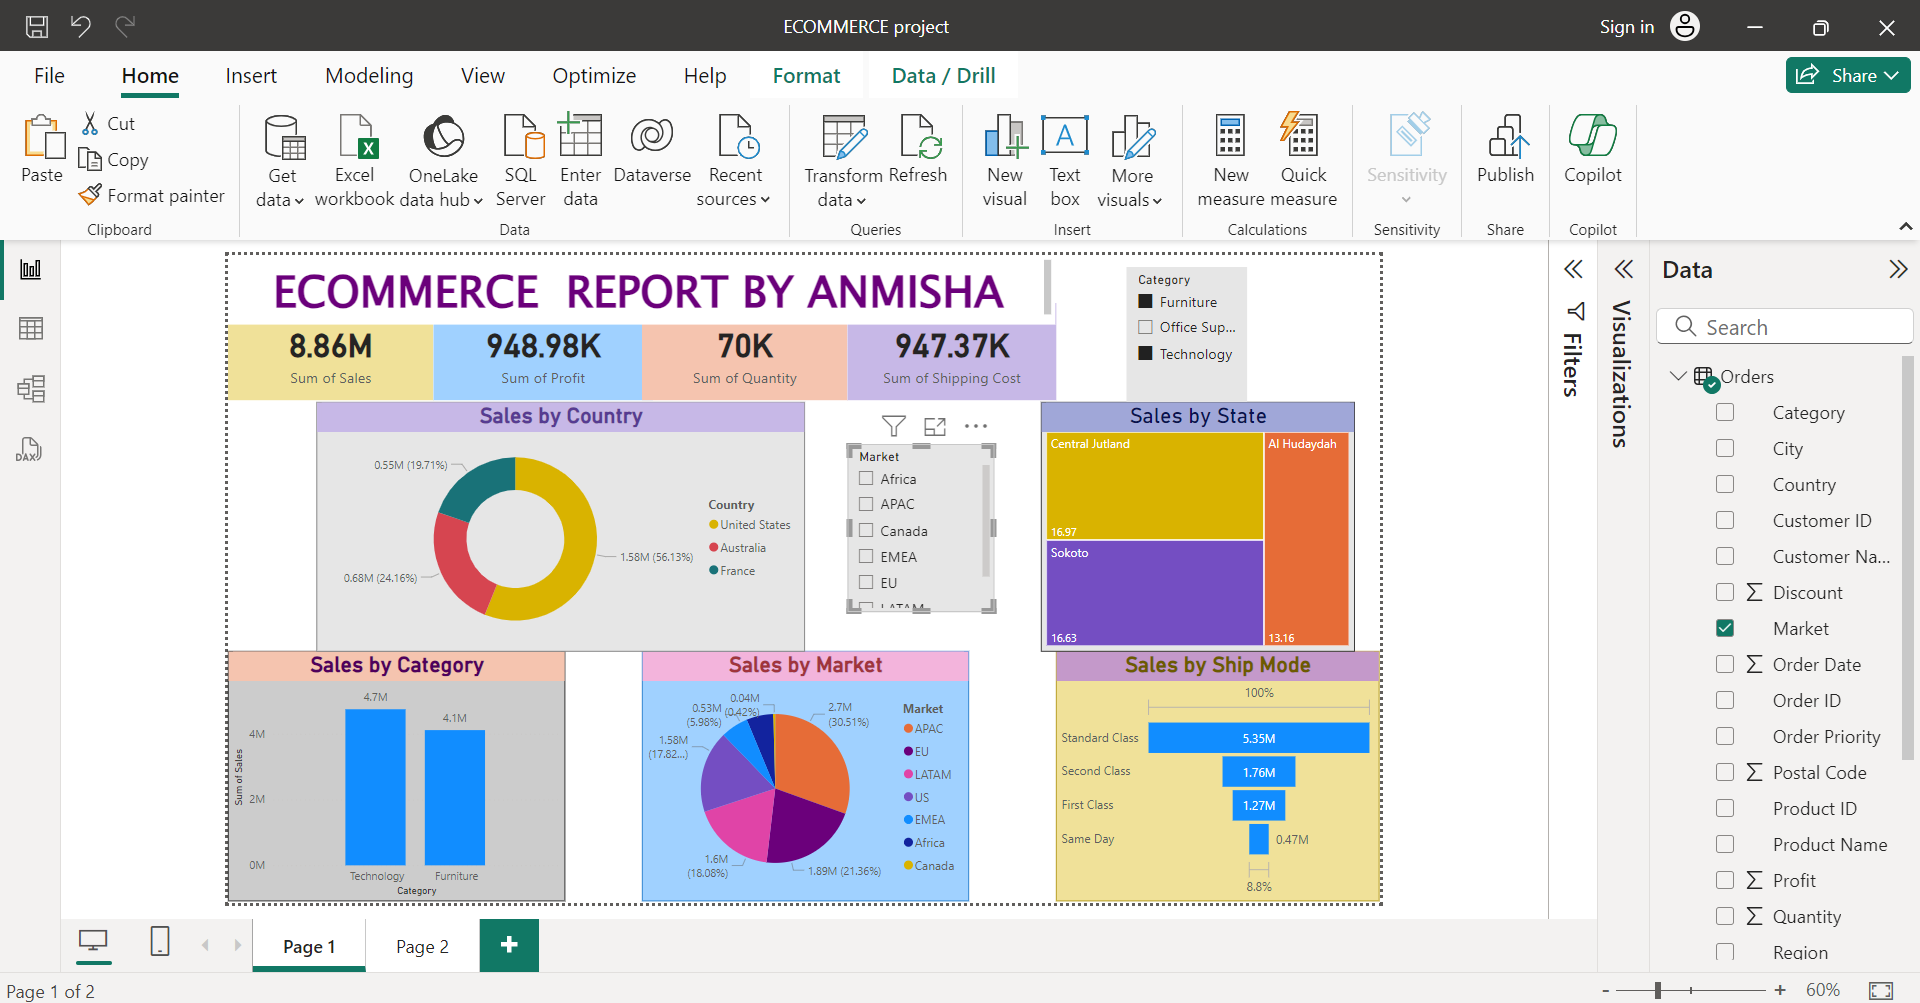 ECOMMERCE project
Sign in
File
Home
Insert
Modeling
View
Optimize
Help
Format
Data / Drill
Share
Paste
Cut
Copy
Format painter
Clipboard
Get data
Excel workbook
OneLake data hub
SQL Server
Enter data
Dataverse
Recent sources
Data
Transform data
Refresh
Queries
New visual
Text box
More visuals
Insert
New measure
Quick measure
Calculations
Sensitivity
Sensitivity
Publish
Share
Copilot
Copilot
DAX
ECOMMERCE REPORT BY ANMISHA
8.86M
Sum of Sales
948.98K
Sum of Profit
70K
Sum of Quantity
947.37K
Sum of Shipping Cost
Category
Furniture
Office Sup...
Technology
Sales by Country
0.55M (19.71%)
0.68M (24.16%)
1.58M (56.13%)
Country
United States
Australia
France
Market
Africa
APAC
Canada
EMEA
EU
LATAM
Sales by State
Central Jutland
16.97
Sokoto
16.63
Al Hudaydah
13.16
Sales by Category
Sum of Sales
4M
2M
0M
4.7M
4.1M
Technology
Furniture
Category
Sales by Market
0.04M
(0.42%)
0.53M
(5.98%)
1.58M
(17.82...)
1.6M
(18.08%)
1.89M (21.36%)
2.7M
(30.51%)
Market
APAC
EU
LATAM
US
EMEA
Africa
Canada
Sales by Ship Mode
100%
Standard Class
5.35M
Second Class
1.76M
First Class
1.27M
Same Day
0.47M
8.8%
Filters
Visualizations
Data
Search
Orders
Category
City
Country
Customer ID
Customer Na...
Discount
Market
Order Date
Order ID
Order Priority
Postal Code
Product ID
Product Name
Profit
Quantity
Region
Page 1
Page 2
+
Page 1 of 2
- + 60%